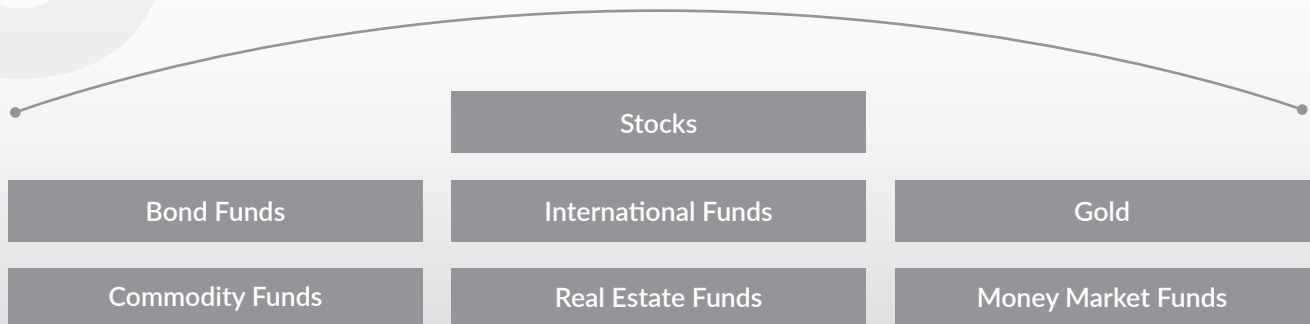 Stocks
Bond Funds
International Funds
Gold
Commodity Funds
Real Estate Funds
Money Market Funds